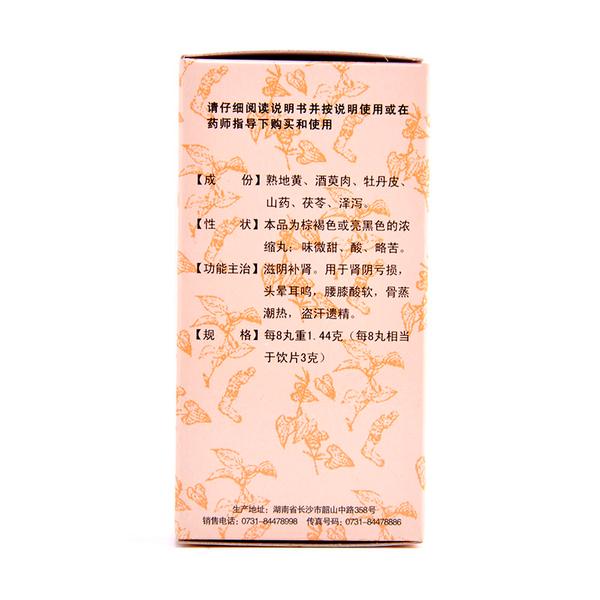 请仔细阅读说明书并按说明使用或在
药师指导下购买和使用
【成 份】熟地黄、酒萸肉、牡丹皮、
山药、茯苓、泽泻。
【性 状】本品为棕褐色或亮黑色的浓
缩丸；味微甜、酸、略苦。
【功能主治】滋阴补肾。用于肾阴亏损，
头晕耳鸣，腰膝酸软，骨蒸
潮热，盗汗遗精。
【规 格】每8丸重1.44克（每8丸相当
于饮片3克）
生产地址：湖南省长沙市韶山中路358号
销售电话：0731-84478998 传真号码：0731-84478886